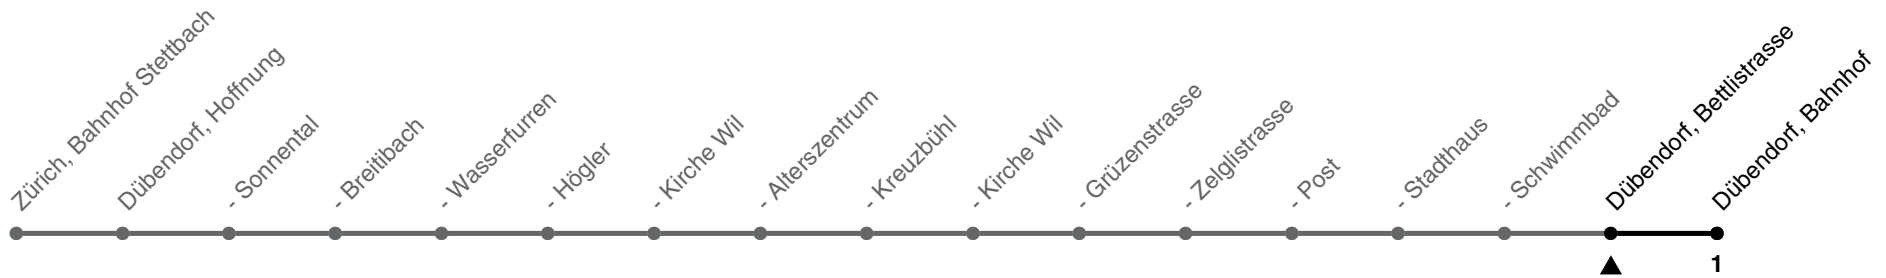 Zürich, Bahnhof Stettbach
Dübendorf, Hoffnung
- Sonnental
- Breitibach
- Wasserfurren
- Högler
- Kirche Wil
- Alterszentrum
- Kreuzbühl
- Kirche Wil
- Grüzenstrasse
- Zelglistrasse
- Post
- Stadthaus
- Schwimmbad
Dübendorf, Bettlistrasse
Dübendorf, Bahnhof
1